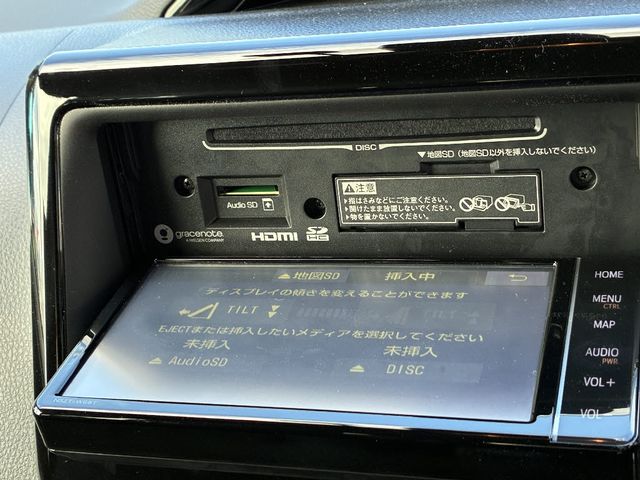 DISC
▼地図SD（地図SD以外を挿入しないでください）
Audio SD
⚠注意
●指はさみなどにご注意ください。
●開けたまま放置しないでください。
●物を置かないでください。
gracenote
A NIELSEN COMPANY
HDMI
SD HC
⏏地図SD 挿入中
ディスプレイの傾きを変えることができます
TILT
EJECTまたは挿入したいメディアを選択してください
未挿入 未挿入
⏏ AudioSD ⏏ DISC
HOME
MENU
CTRL
MAP
AUDIO
PWR
VOL+
VOL